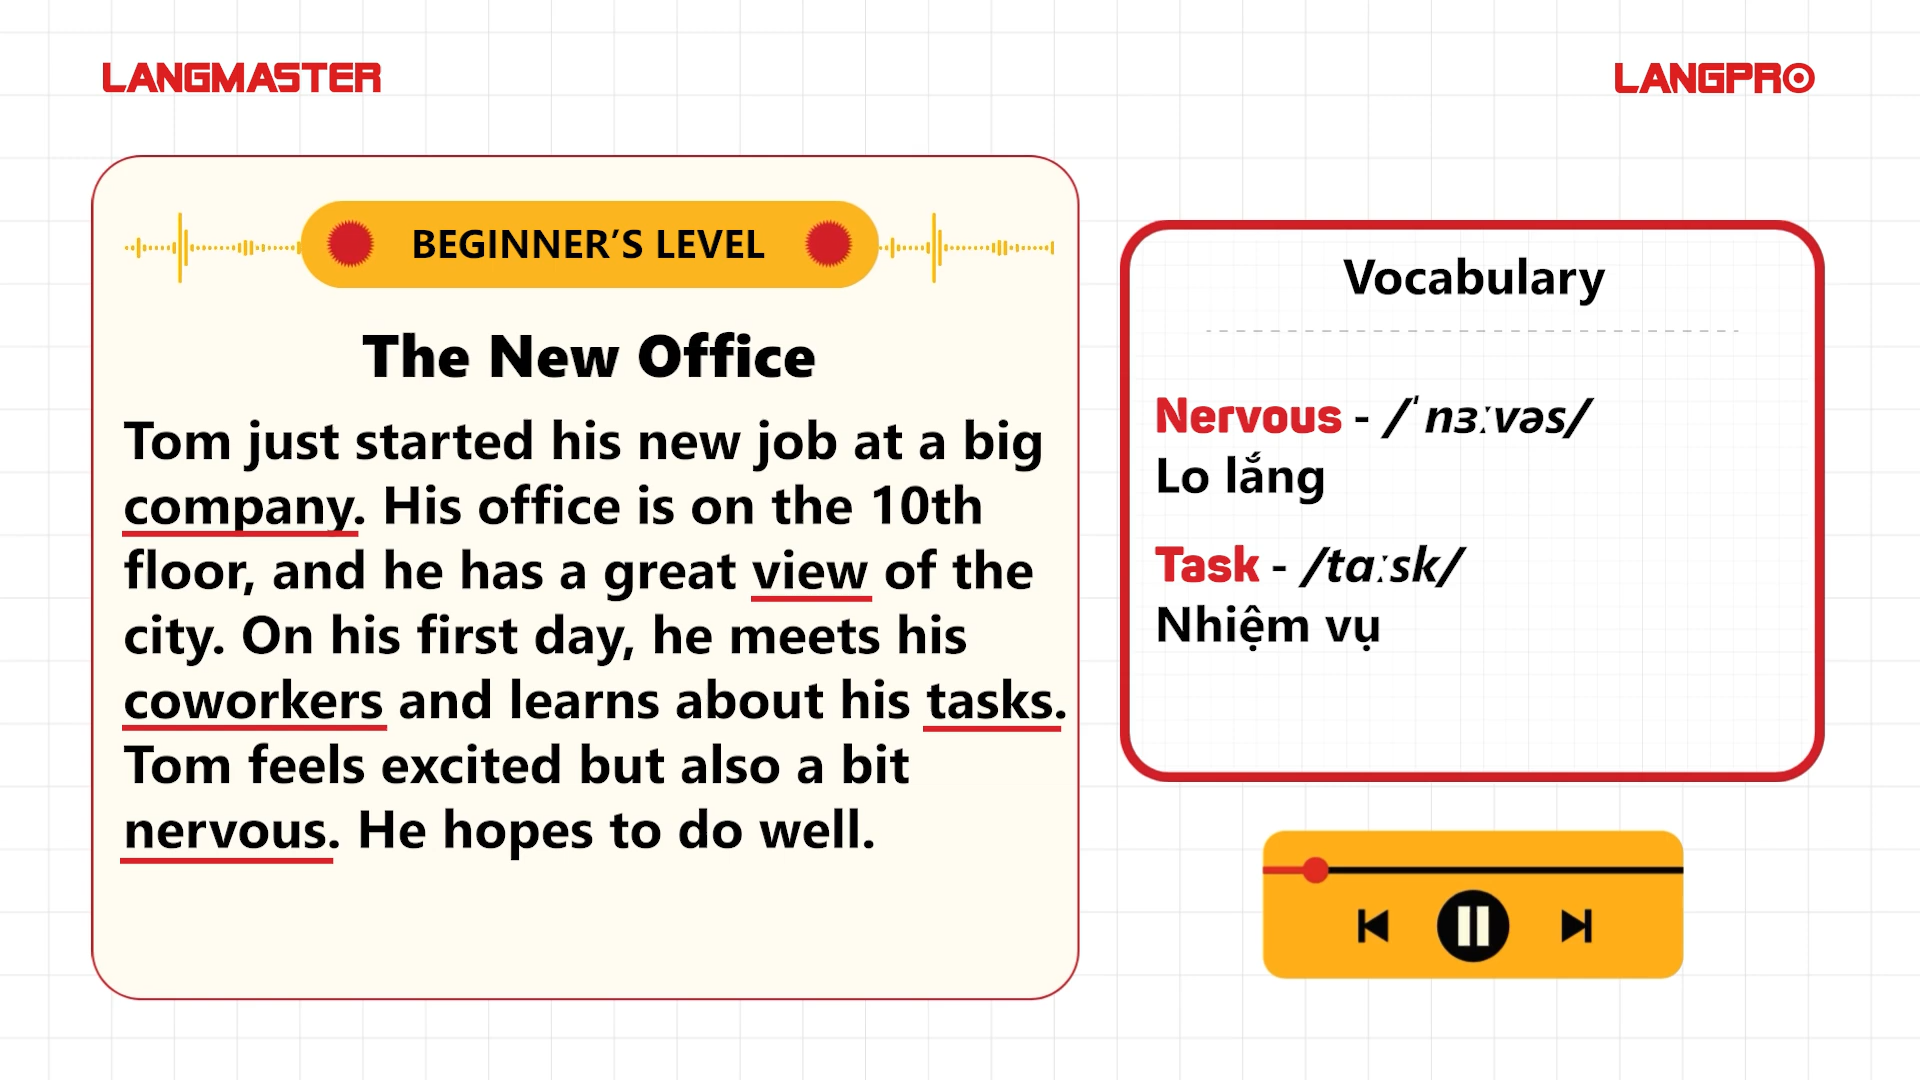 LANGMASTER
LANGPRO
BEGINNER’S LEVEL
The New Office
Tom just started his new job at a big
company. His office is on the 10th
floor, and he has a great view of the
city. On his first day, he meets his
coworkers and learns about his tasks.
Tom feels excited but also a bit
nervous. He hopes to do well.
Vocabulary
Nervous - /ˈnɜːvəs/
Lo lắng
Task - /tɑːsk/
Nhiệm vụ